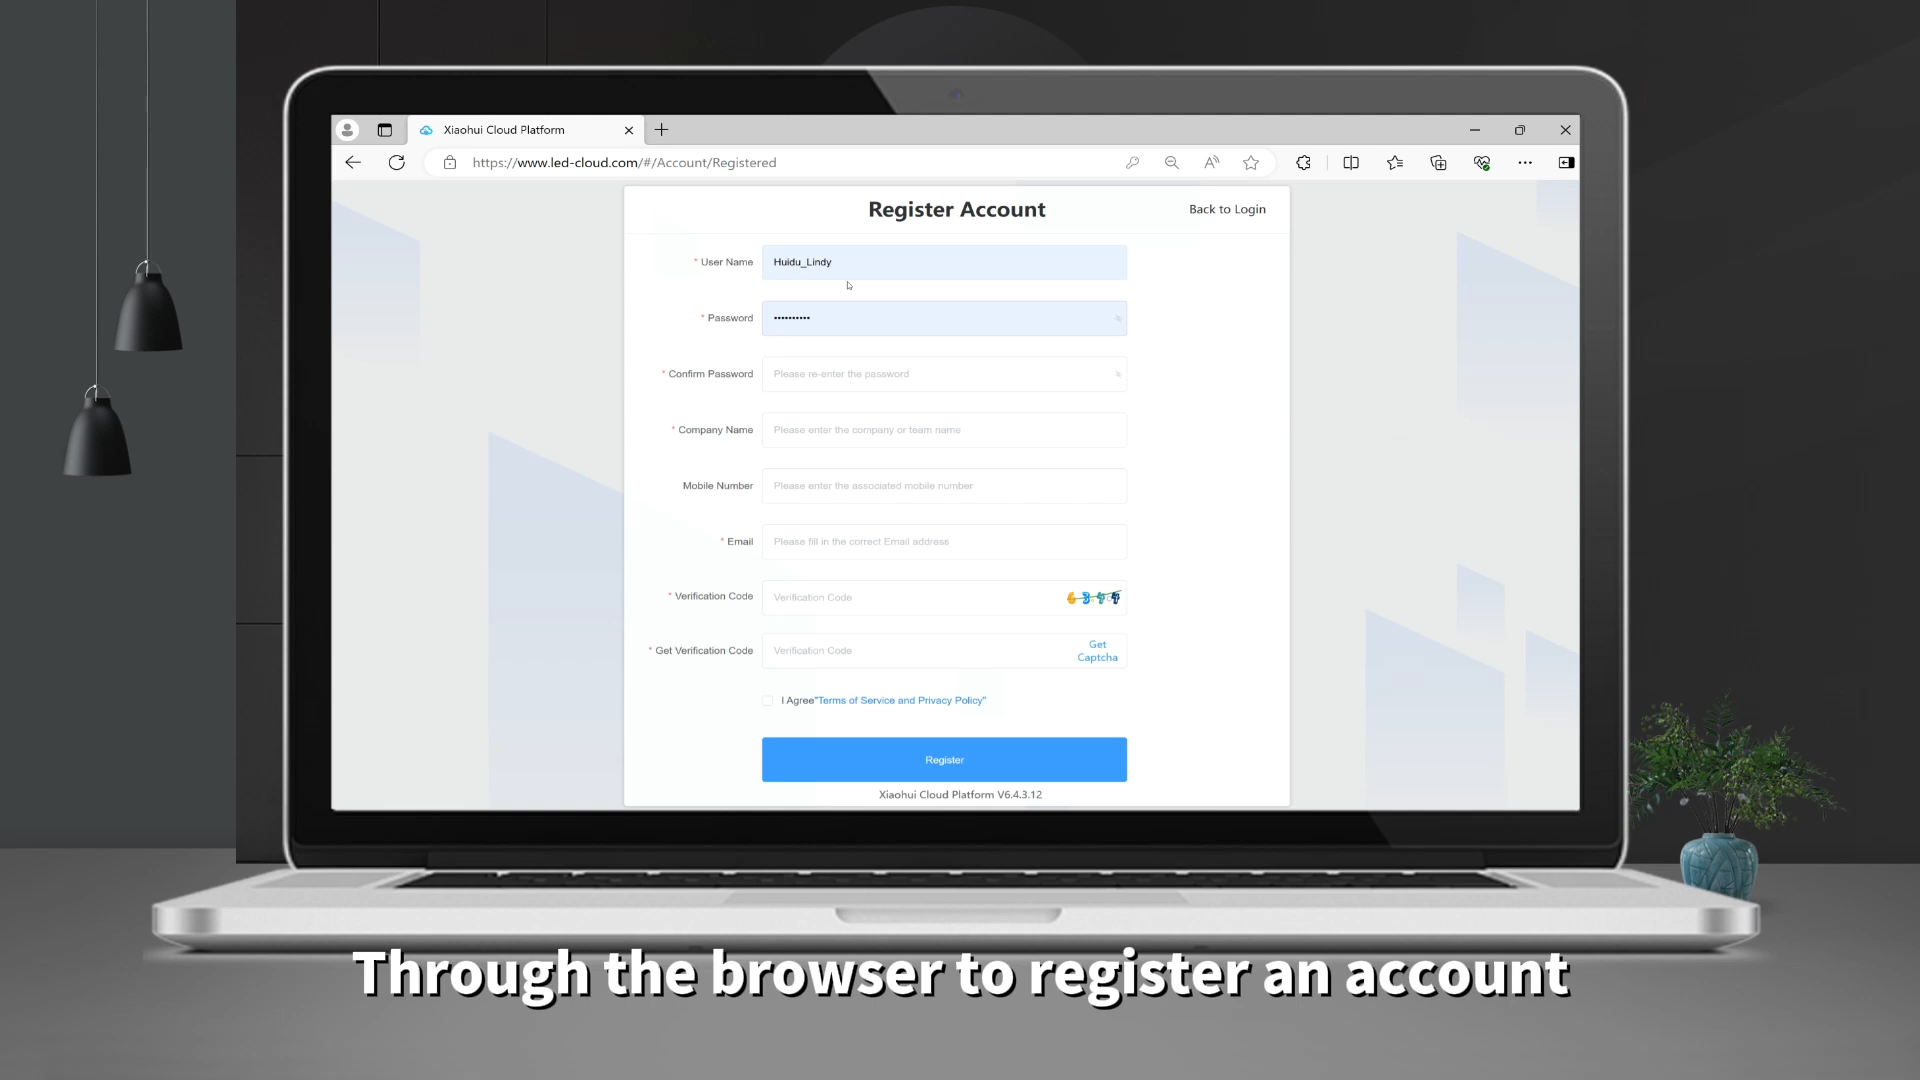 Xiaohui Cloud Platform
https://www.led-cloud.com/#/Account/Registered
Register Account
Back to Login
* User Name
Huidu_Lindy
* Password
••••••••••
* Confirm Password
Please re-enter the password
* Company Name
Please enter the company or team name
Mobile Number
Please enter the associated mobile number
* Email
Please fill in the correct Email address
* Verification Code
Verification Code
* Get Verification Code
Verification Code
Get
Captcha
I Agree"Terms of Service and Privacy Policy"
Register
Xiaohui Cloud Platform V6.4.3.12
Through the browser to register an account